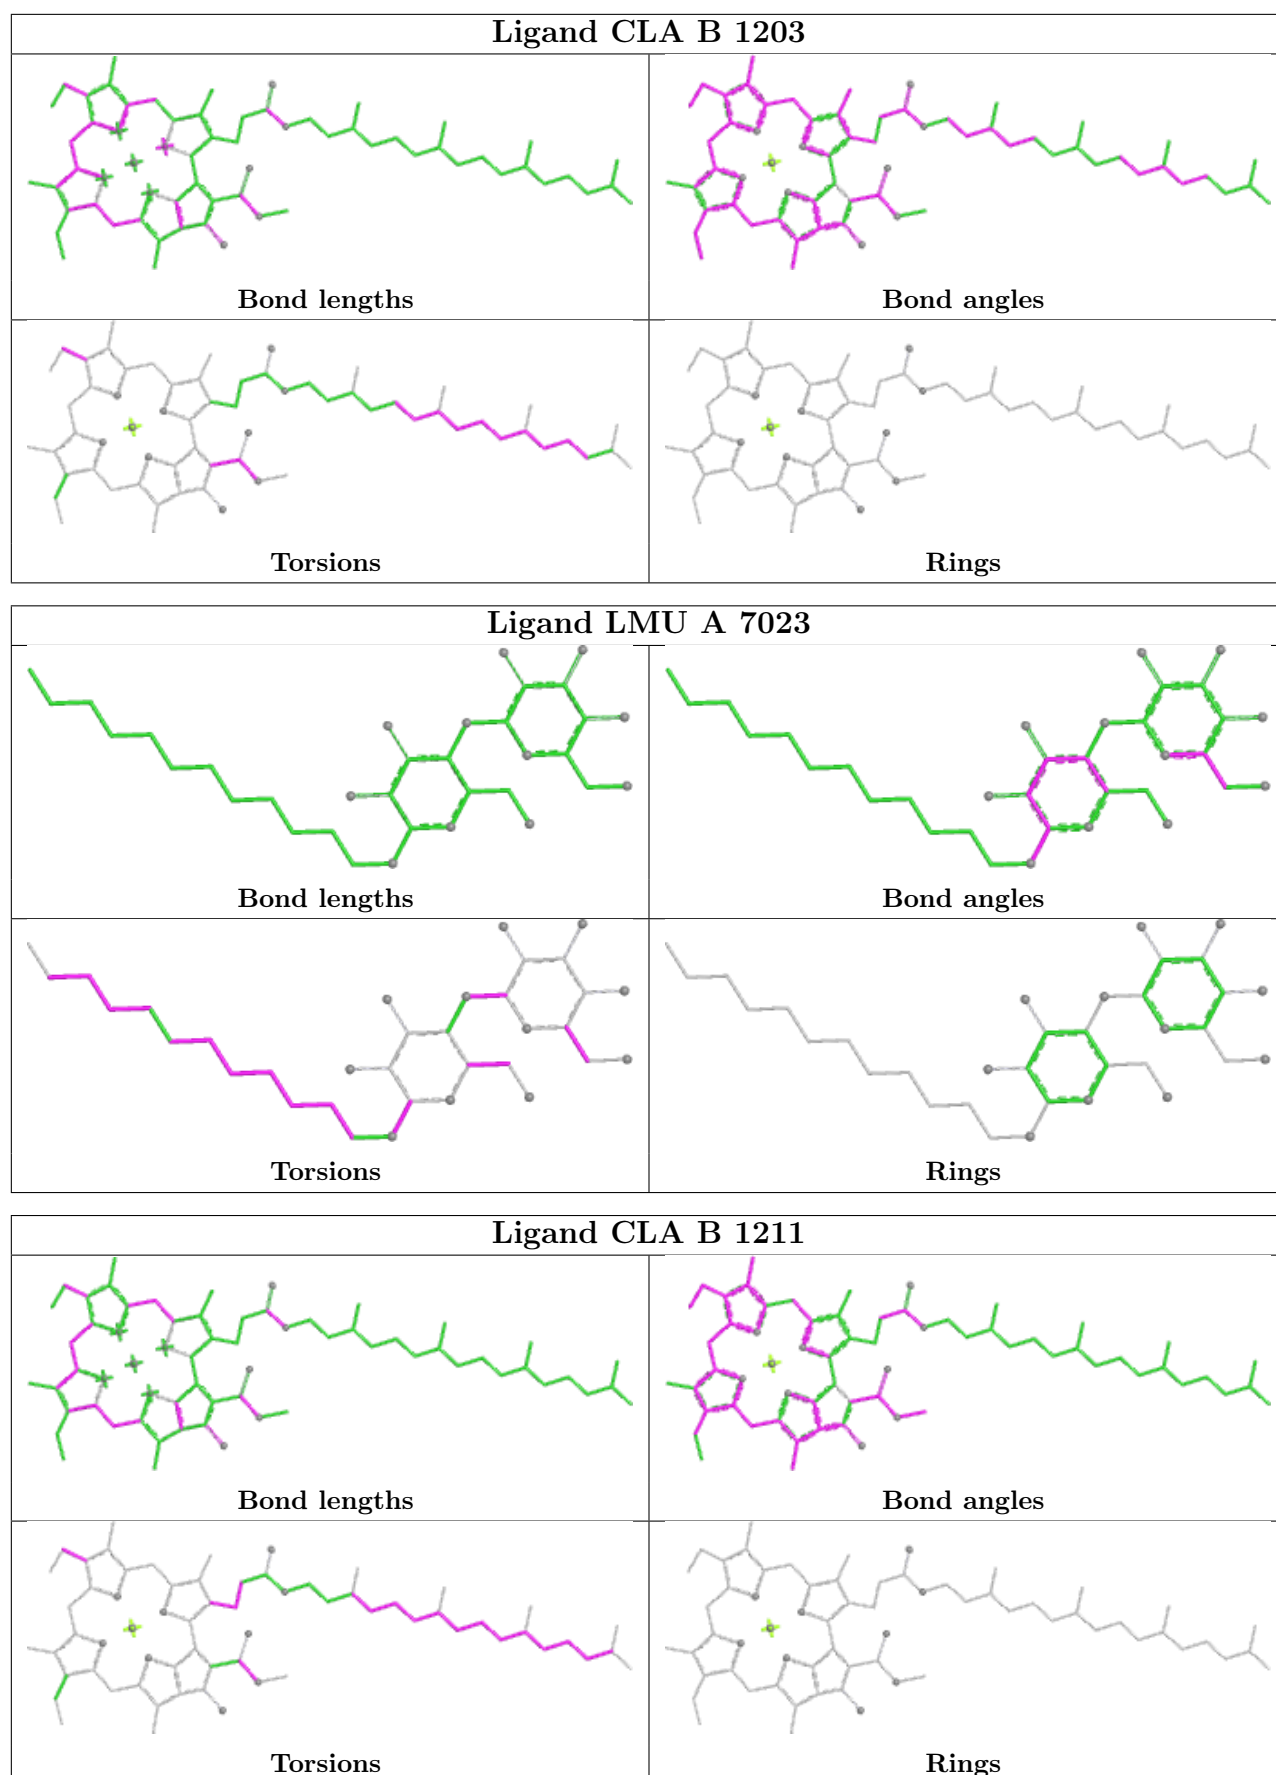 Ligand CLA B 1203
Bond lengths
Bond angles
Torsions
Rings
Ligand LMU A 7023
Bond lengths
Bond angles
Torsions
Rings
Ligand CLA B 1211
Bond lengths
Bond angles
Torsions
Rings